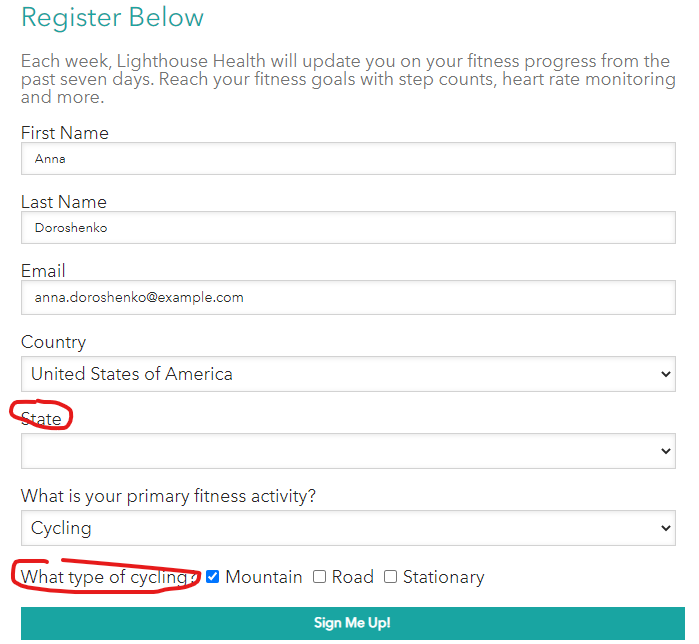 Register Below
Each week, Lighthouse Health will update you on your fitness progress from the
past seven days. Reach your fitness goals with step counts, heart rate monitoring
and more.
First Name
Anna
Last Name
Doroshenko
Email
anna.doroshenko@example.com
Country
United States of America
State
What is your primary fitness activity?
Cycling
What type of cycling? Mountain Road Stationary
Sign Me Up!